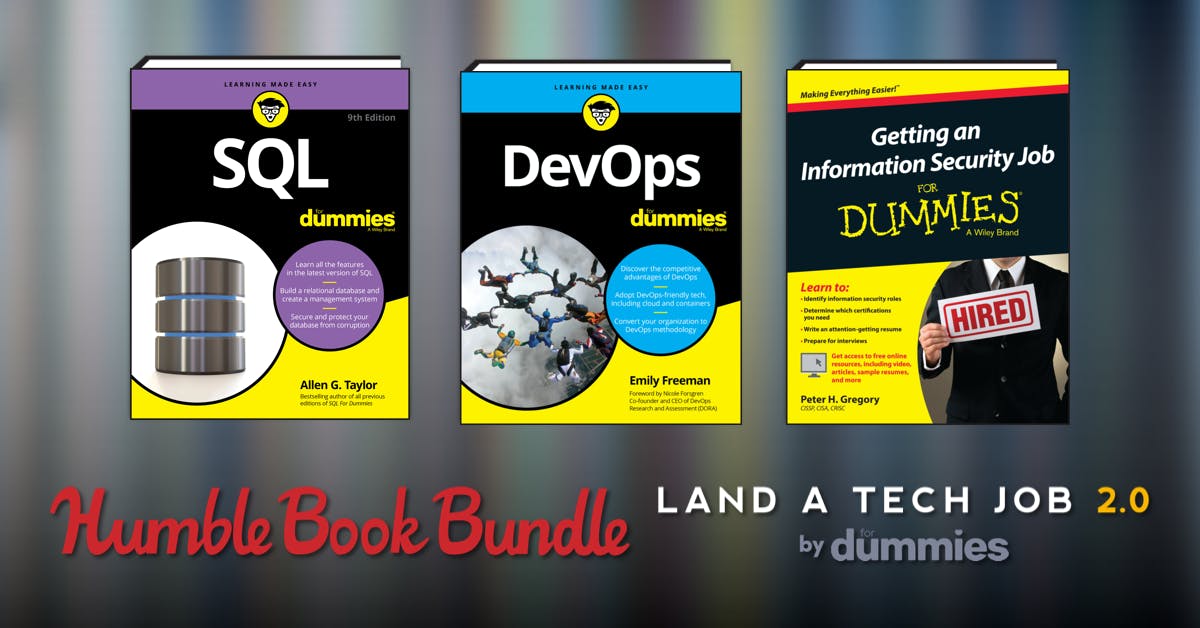 LEARNING MADE EASY
9th Edition
SQL
for
dummies
A Wiley Brand
Learn all the features
in the latest version of SQL
Build a relational database and
create a management system
Secure and protect your
database from corruption
Allen G. Taylor
Bestselling author of all previous
editions of SQL For Dummies
LEARNING MADE EASY
DevOps
for
dummies
A Wiley Brand
Discover the competitive
advantages of DevOps
Adopt DevOps-friendly tech,
including cloud and containers
Convert your organization to
DevOps methodology
Emily Freeman
Foreword by Nicole Forsgren
Co-founder and CEO of DevOps
Research and Assessment (DORA)
Making Everything Easier!™
Getting an
Information Security Job
FOR
DUMMIES®
A Wiley Brand
Learn to:
• Identify information security roles
• Determine which certifications
you need
• Write an attention-getting resume
• Prepare for interviews
Get access to free online
resources, including video,
articles, sample resumes,
and more
HIRED
Peter H. Gregory
CISSP, CISA, CRISC
Humble Book Bundle
LAND A TECH JOB 2.0
by for dummies